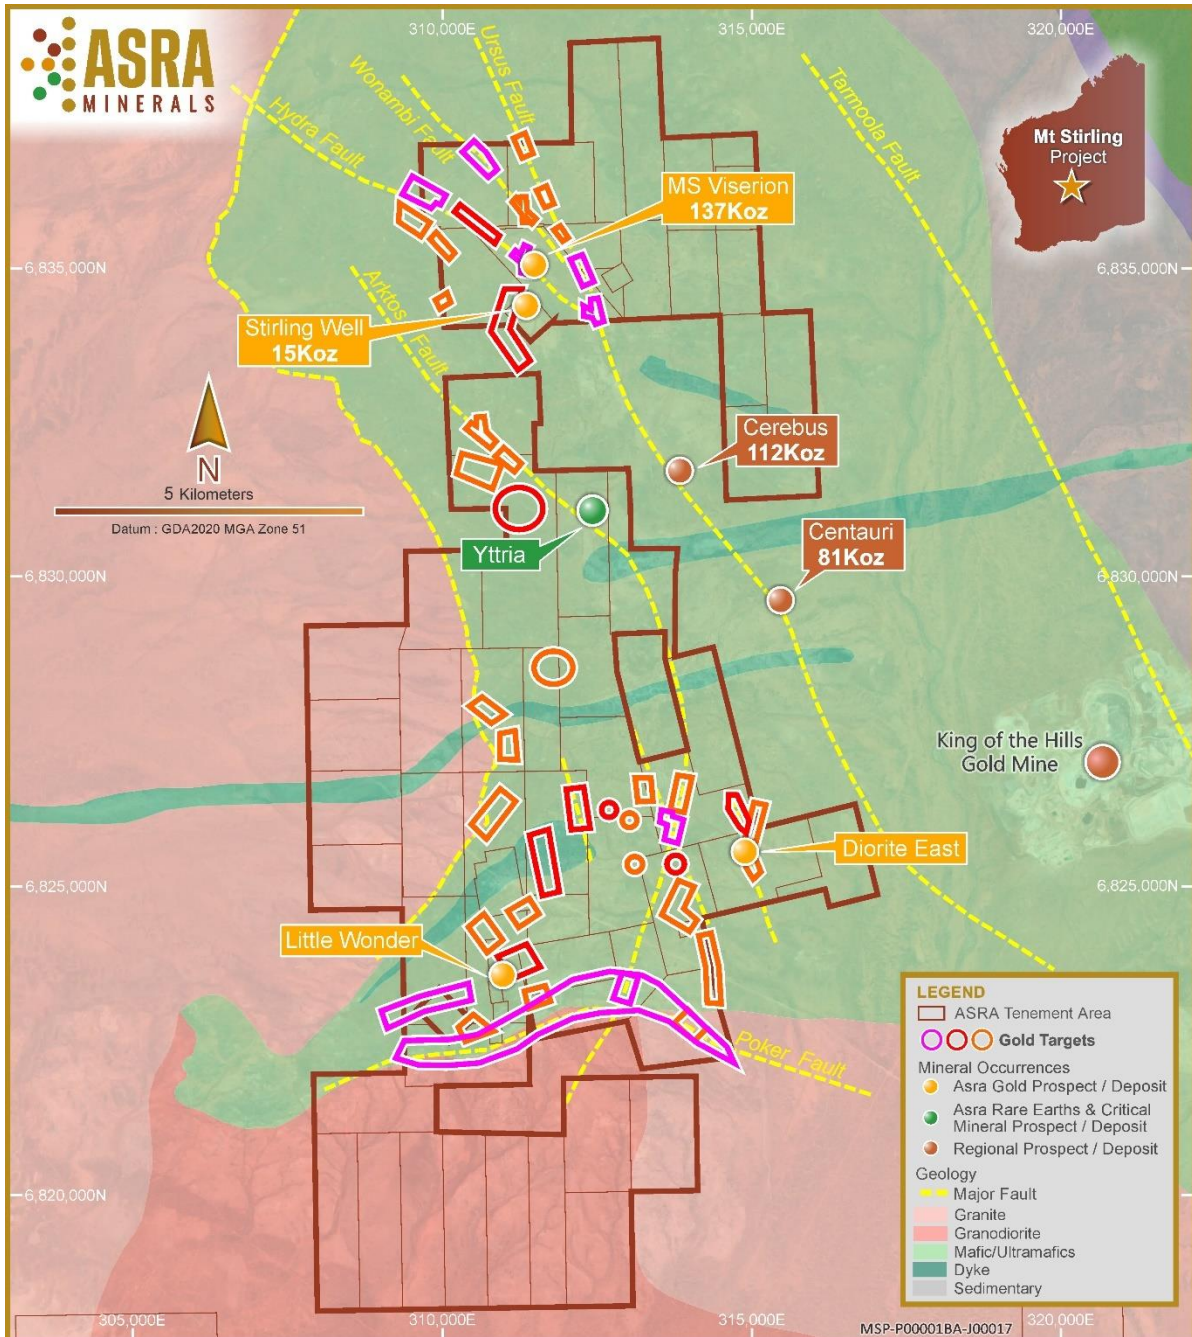 ASRA
MINERALS
310,000E
315,000E
320,000E
Ursus Fault
Wonambi Fault
Hydra Fault
Tarmoola Fault
Mt Stirling
Project
MS Viserion
137Koz
6,835,000N
6,835,000N
Arktos Fault
Stirling Well
15Koz
N
5 Kilometers
Datum : GDA2020 MGA Zone 51
Cerebus
112Koz
Yttria
Centauri
81Koz
6,830,000N
6,830,000N
King of the Hills
Gold Mine
Diorite East
6,825,000N
6,825,000N
Little Wonder
Poker Fault
LEGEND
ASRA Tenement Area
Gold Targets
Mineral Occurrences
Asra Gold Prospect / Deposit
Asra Rare Earths & Critical
Mineral Prospect / Deposit
Regional Prospect / Deposit
Geology
Major Fault
Granite
Granodiorite
Mafic/Ultramafics
Dyke
Sedimentary
6,820,000N
305,000E
310,000E
315,000E
320,000E
MSP-P00001BA-J00017